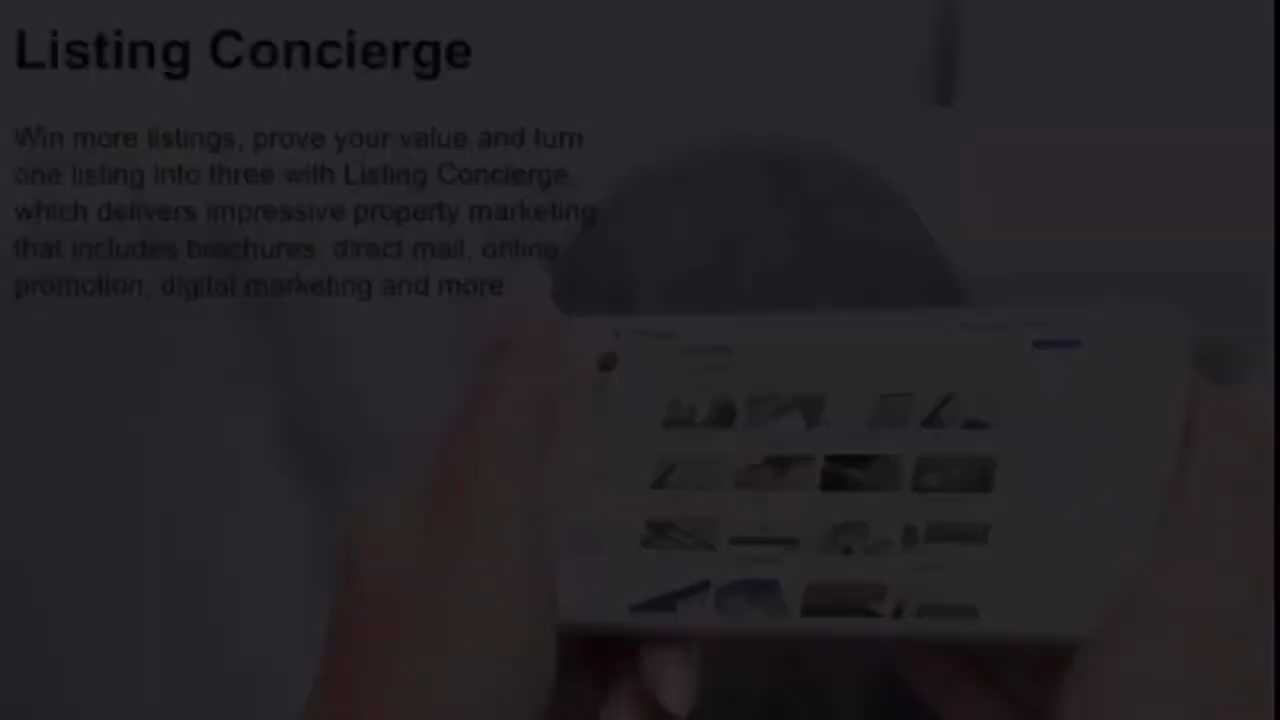 Listing Concierge
Win more listings, prove your value and turn
one listing into three with Listing Concierge,
which delivers impressive property marketing
that includes brochures, direct mail, online
promotion, digital marketing and more